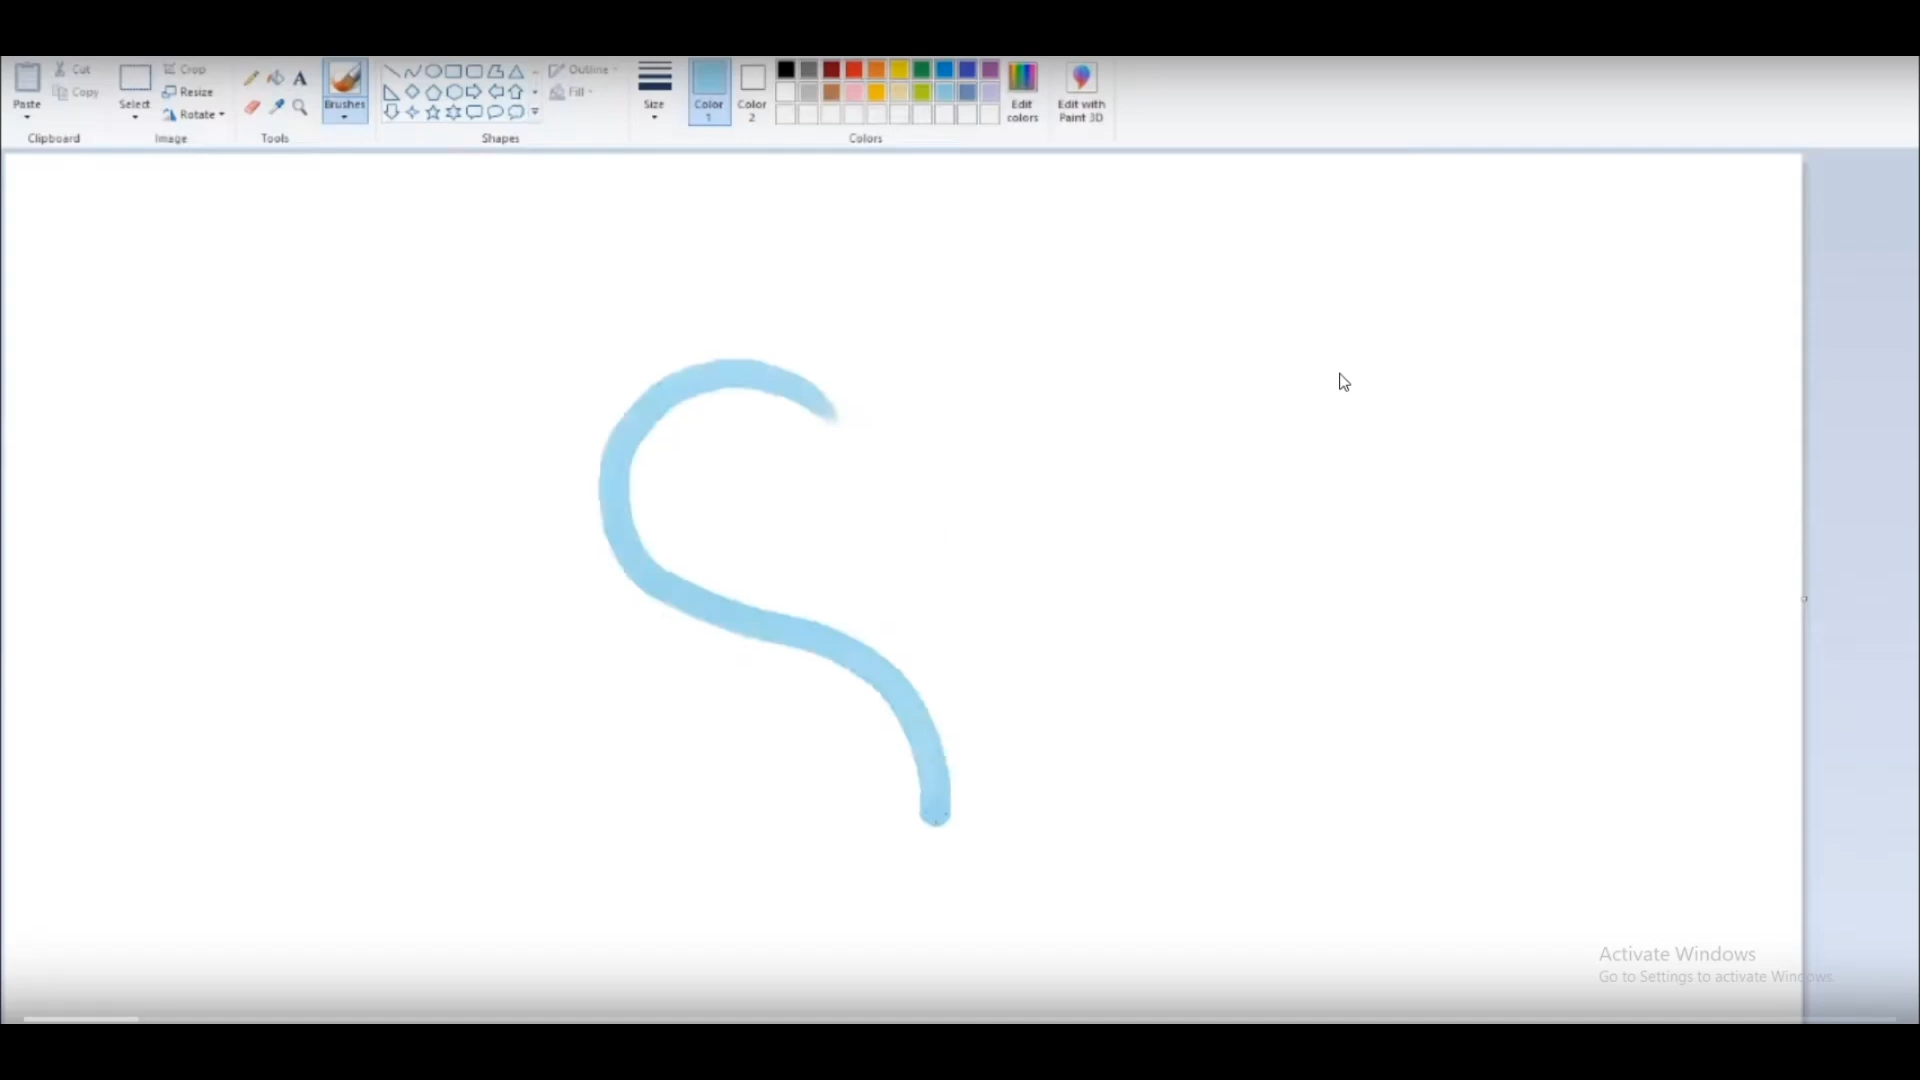 Cut
Copy
Paste
Clipboard
Select
Crop
Resize
Rotate
Image
A
Tools
Brushes
Outline
Fill
Shapes
Size
Color 1
Color 2
Edit colors
Edit with Paint 3D
Colors
Activate Windows
Go to Settings to activate Windows.